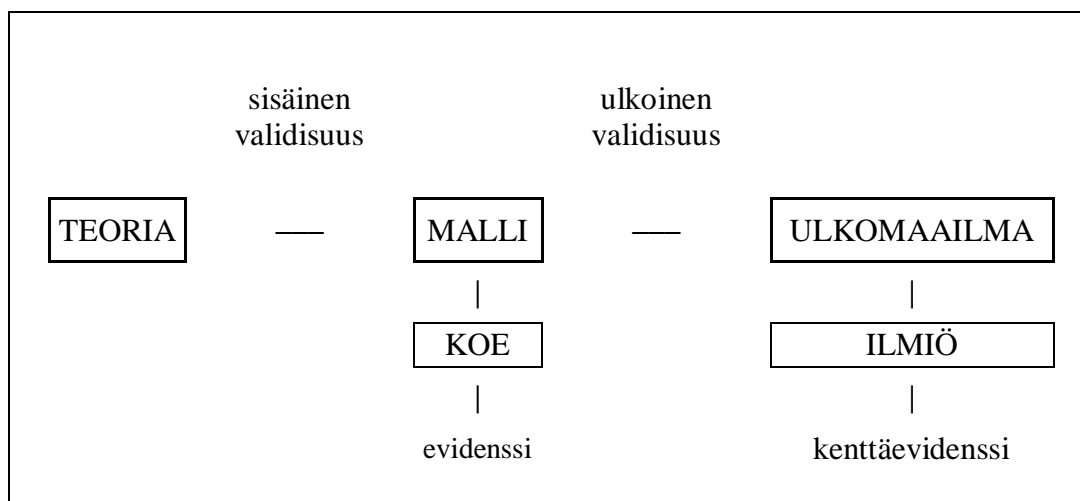 sisäinen ulkoinen
validisuus validisuus
TEORIA — MALLI — ULKOMAAILMA
| |
KOE ILMIÖ
| |
evidenssi kenttäevidenssi